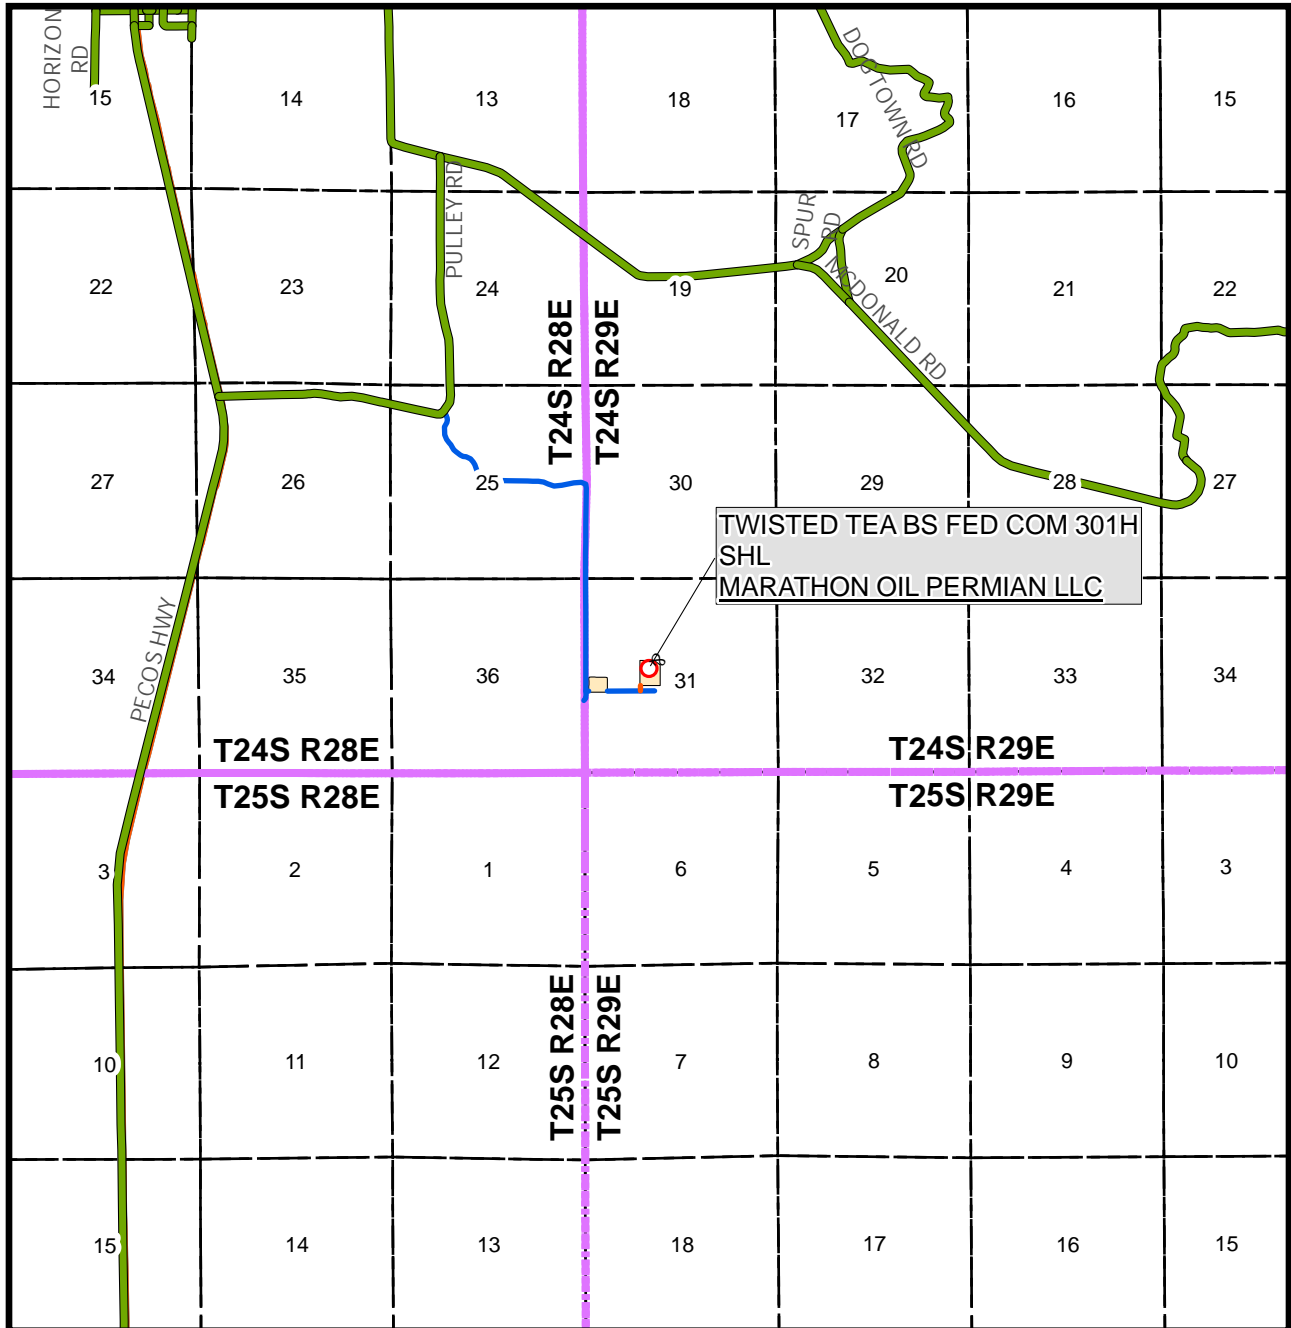 HORIZON
RD
15
14
13
18
17
16
15
DOGTOWN RD
PULLEY RD
SPUR
RD
22
23
24
19
20
21
22
MCDONALD RD
T24S R28E
T24S R29E
27
26
25
30
29
28
27
TWISTED TEA BS FED COM 301H
SHL
MARATHON OIL PERMIAN LLC
PECOS HWY
34
35
36
31
32
33
34
T24S R28E
T24S R29E
T25S R28E
T25S R29E
3
2
1
6
5
4
3
T25S R28E
T25S R29E
10
11
12
7
8
9
10
15
14
13
18
17
16
15